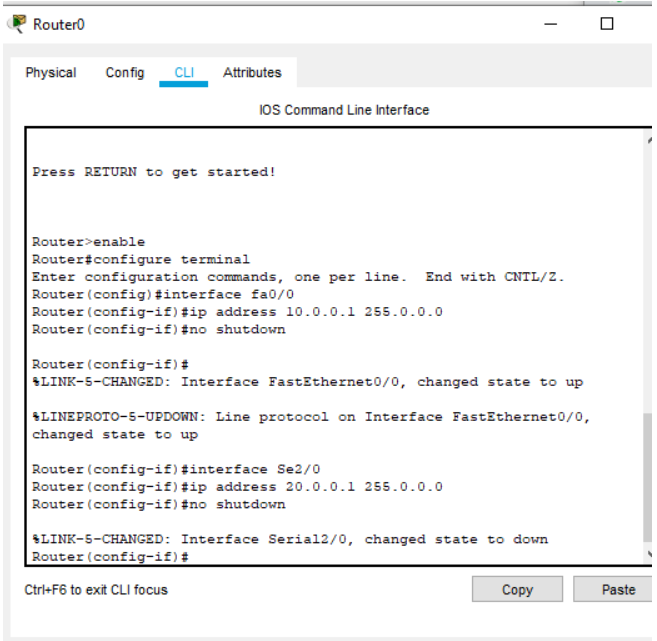 Router0
Physical Config CLI Attributes
IOS Command Line Interface
Press RETURN to get started!
Router>enable
Router#configure terminal
Enter configuration commands, one per line.  End with CNTL/Z.
Router(config)#interface fa0/0
Router(config-if)#ip address 10.0.0.1 255.0.0.0
Router(config-if)#no shutdown
Router(config-if)#
%LINK-5-CHANGED: Interface FastEthernet0/0, changed state to up
%LINEPROTO-5-UPDOWN: Line protocol on Interface FastEthernet0/0,
changed state to up
Router(config-if)#interface Se2/0
Router(config-if)#ip address 20.0.0.1 255.0.0.0
Router(config-if)#no shutdown
%LINK-5-CHANGED: Interface Serial2/0, changed state to down
Router(config-if)#
Ctrl+F6 to exit CLI focus Copy Paste